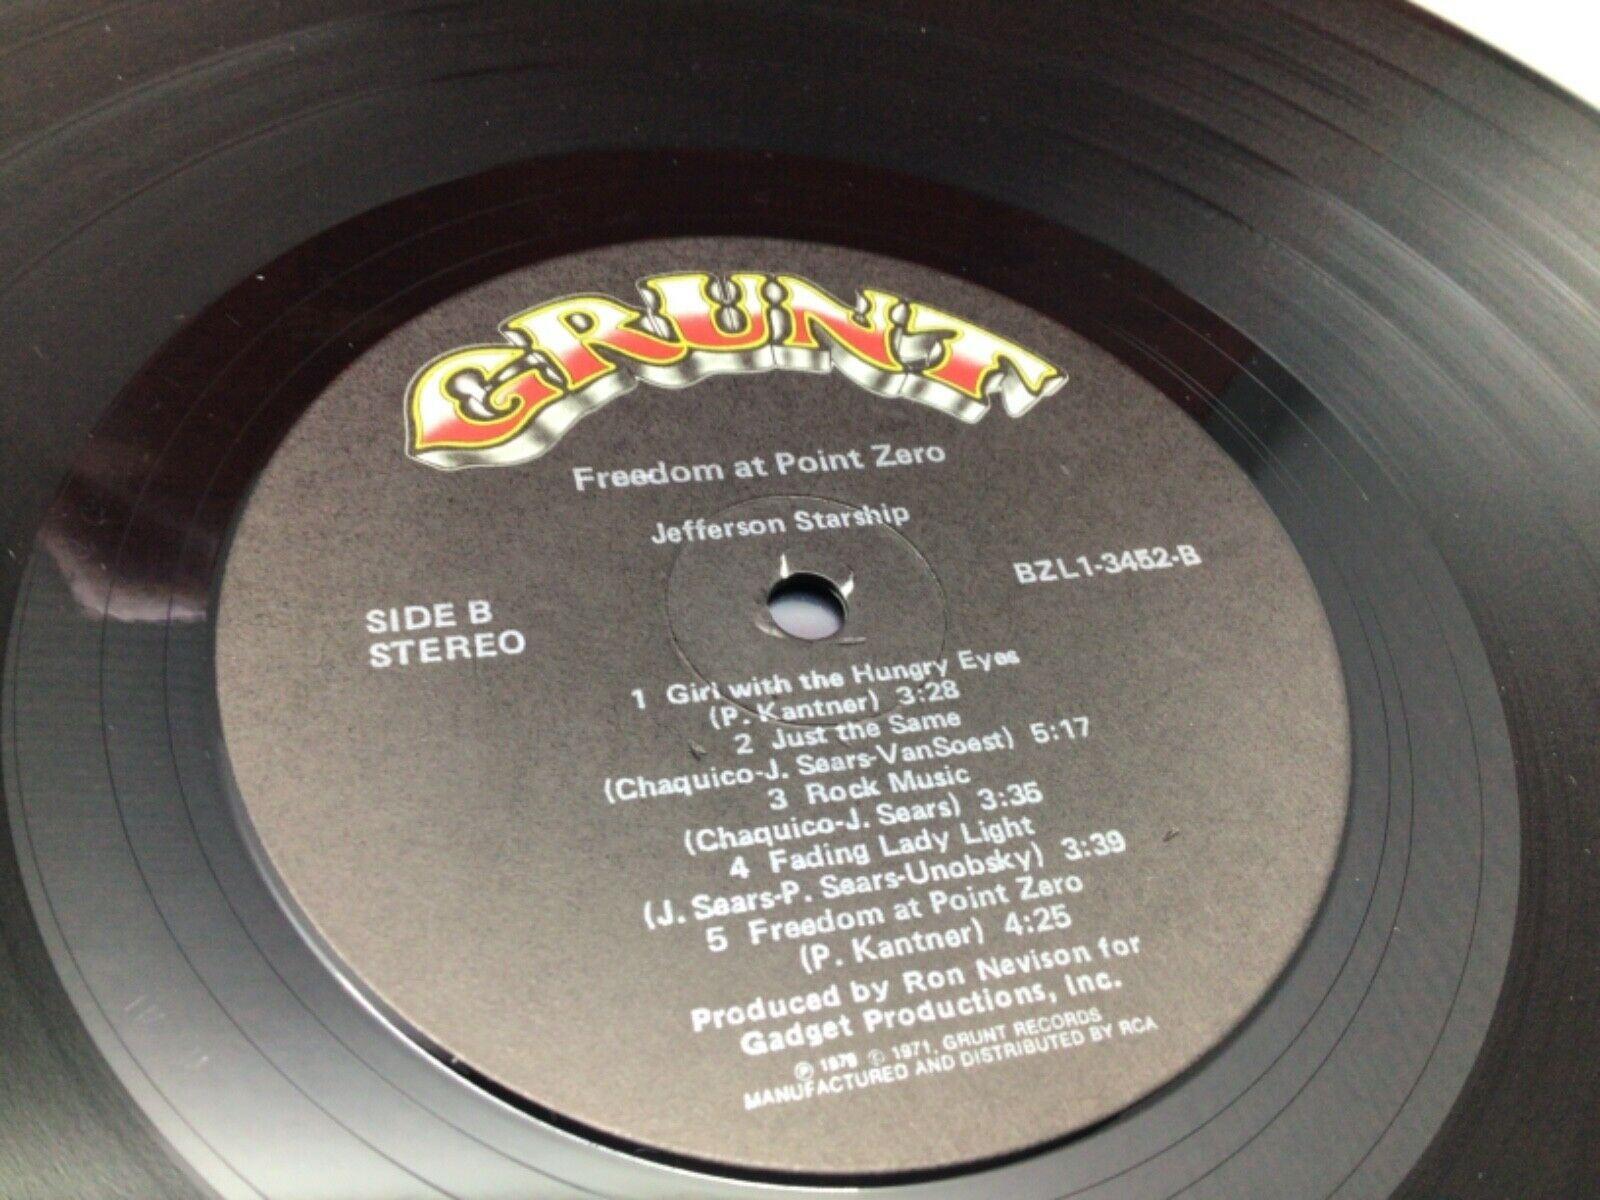 GRUNT
Freedom at Point Zero
Jefferson Starship
BZL1-3452-B
SIDE B
STEREO
1 Girl with the Hungry Eyes
(P. Kantner) 3:28
2 Just the Same
(Chaquico-J. Sears-VanSoest) 5:17
3 Rock Music
(Chaquico-J. Sears) 3:35
4 Fading Lady Light
(J. Sears-P. Sears-Unobsky) 3:39
5 Freedom at Point Zero
(P. Kantner) 4:25
Produced by Ron Nevison for
Gadget Productions, Inc.
℗ 1979 © 1971, GRUNT RECORDS
MANUFACTURED AND DISTRIBUTED BY RCA